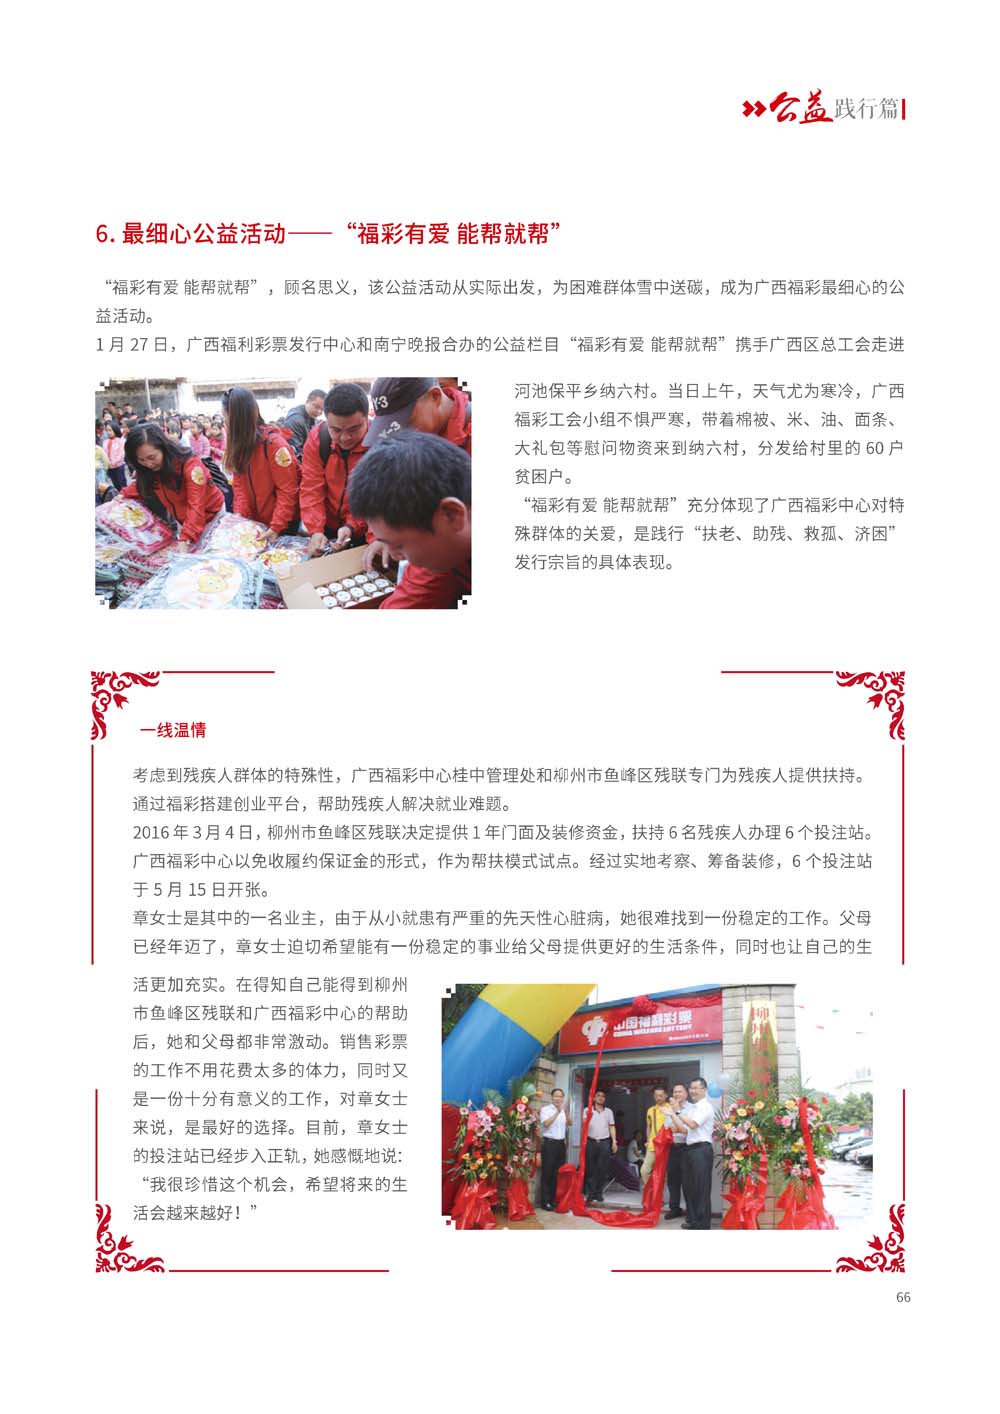 公益践行篇
6. 最细心公益活动——“福彩有爱 能帮就帮”
“福彩有爱 能帮就帮”，顾名思义，该公益活动从实际出发，为困难群体雪中送碳，成为广西福彩最细心的公
益活动。
1 月 27 日，广西福利彩票发行中心和南宁晚报合办的公益栏目“福彩有爱 能帮就帮”携手广西区总工会走进
河池保平乡纳六村。当日上午，天气尤为寒冷，广西
福彩工会小组不惧严寒，带着棉被、米、油、面条、
大礼包等慰问物资来到纳六村，分发给村里的 60 户
贫困户。
“福彩有爱 能帮就帮”充分体现了广西福彩中心对特
殊群体的关爱，是践行“扶老、助残、救孤、济困”
发行宗旨的具体表现。
一线温情
考虑到残疾人群体的特殊性，广西福彩中心桂中管理处和柳州市鱼峰区残联专门为残疾人提供扶持。
通过福彩搭建创业平台，帮助残疾人解决就业难题。
2016 年 3 月 4 日，柳州市鱼峰区残联决定提供 1 年门面及装修资金，扶持 6 名残疾人办理 6 个投注站。
广西福彩中心以免收履约保证金的形式，作为帮扶模式试点。经过实地考察、筹备装修，6 个投注站
于 5 月 15 日开张。
章女士是其中的一名业主，由于从小就患有严重的先天性心脏病，她很难找到一份稳定的工作。父母
已经年迈了，章女士迫切希望能有一份稳定的事业给父母提供更好的生活条件，同时也让自己的生
活更加充实。在得知自己能得到柳州
市鱼峰区残联和广西福彩中心的帮助
后，她和父母都非常激动。销售彩票
的工作不用花费太多的体力，同时又
是一份十分有意义的工作，对章女士
来说，是最好的选择。目前，章女士
的投注站已经步入正轨，她感慨地说：
“我很珍惜这个机会，希望将来的生
活会越来越好！”
中国福利彩票
CHINA WELFARE LOTTERY
66